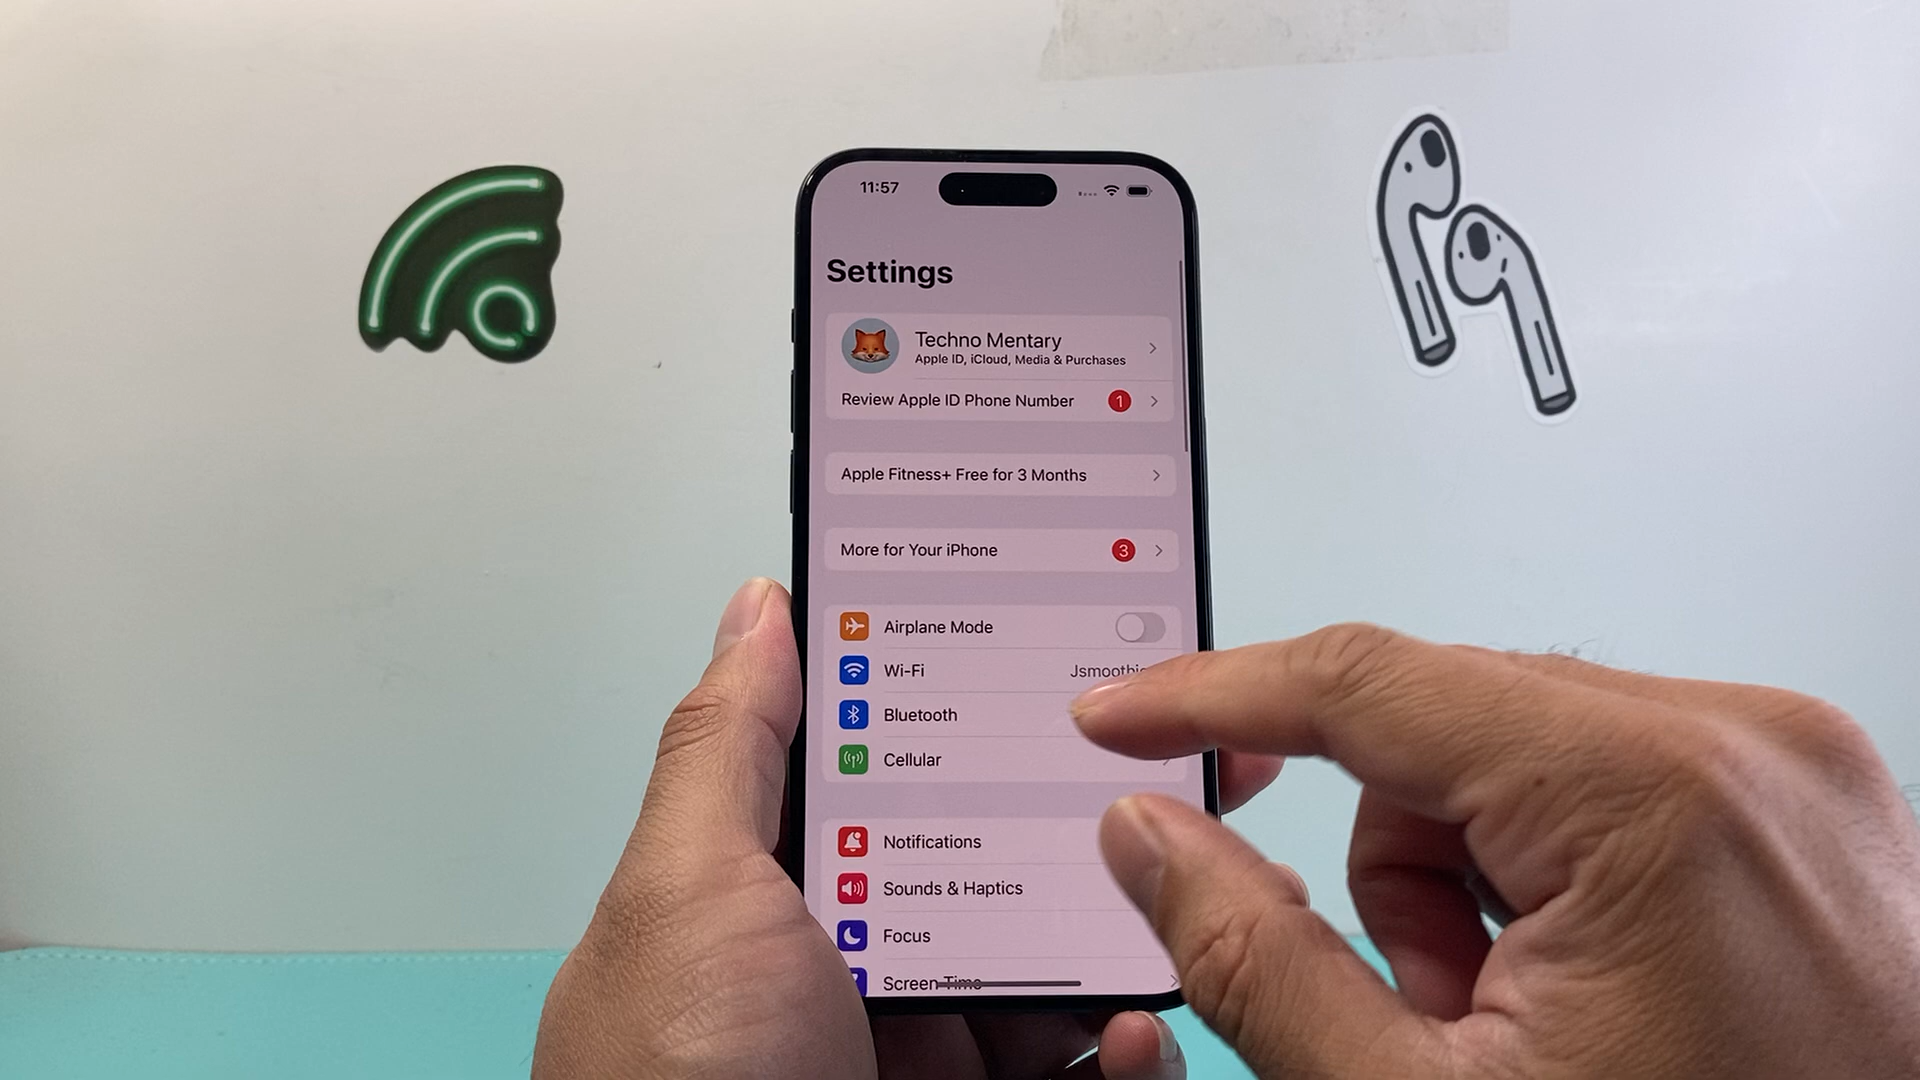 11:57
Settings
Techno Mentary
Apple ID, iCloud, Media & Purchases
Review Apple ID Phone Number 1
Apple Fitness+ Free for 3 Months
More for Your iPhone 3
Airplane Mode
Wi-Fi
Bluetooth
Cellular
Notifications
Sounds & Haptics
Focus
Screen Time